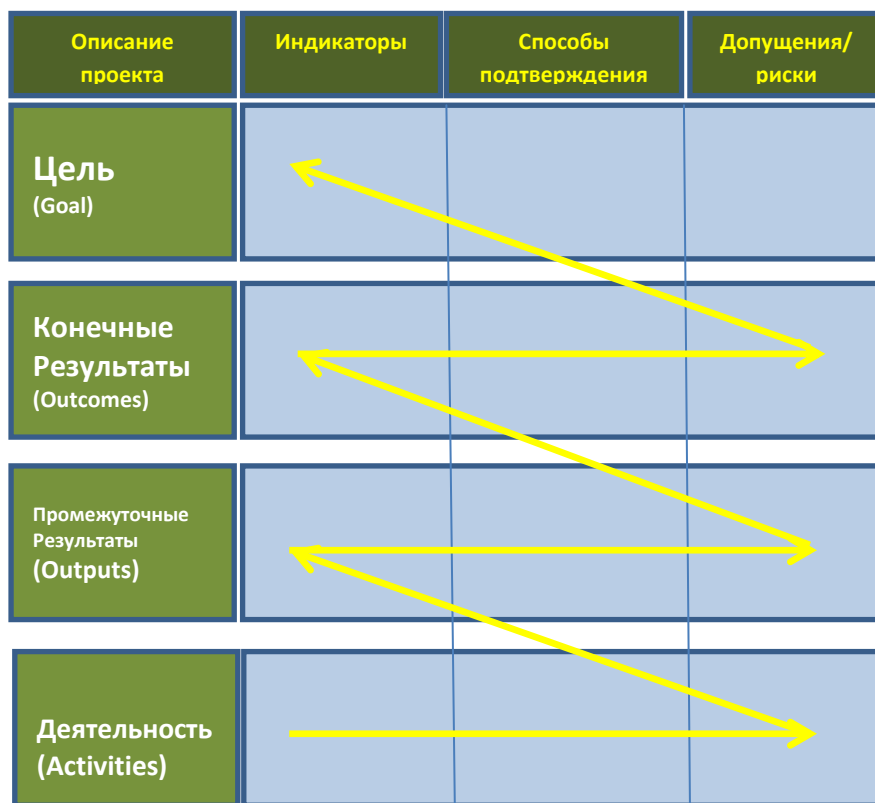 Описание
проекта
Индикаторы
Способы
подтверждения
Допущения/
риски
Цель
(Goal)
Конечные
Результаты
(Outcomes)
Промежуточные
Результаты
(Outputs)
Деятельность
(Activities)